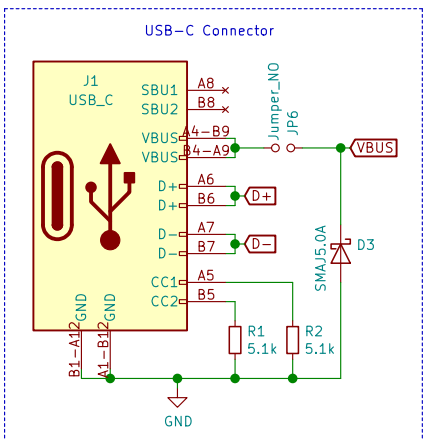 USB-C Connector
J1
USB_C
SBU1
A8
SBU2
B8
VBUS
A4-B9
VBUS
B4-A9
Jumper_NO
JP6
VBUS
D+
A6
D+
B6
D+
D-
A7
D-
B7
D-
SMAJ5.0A
D3
CC1
A5
CC2
B5
GND
GND
B1-A12
A1-B12
R1
5.1k
R2
5.1k
GND